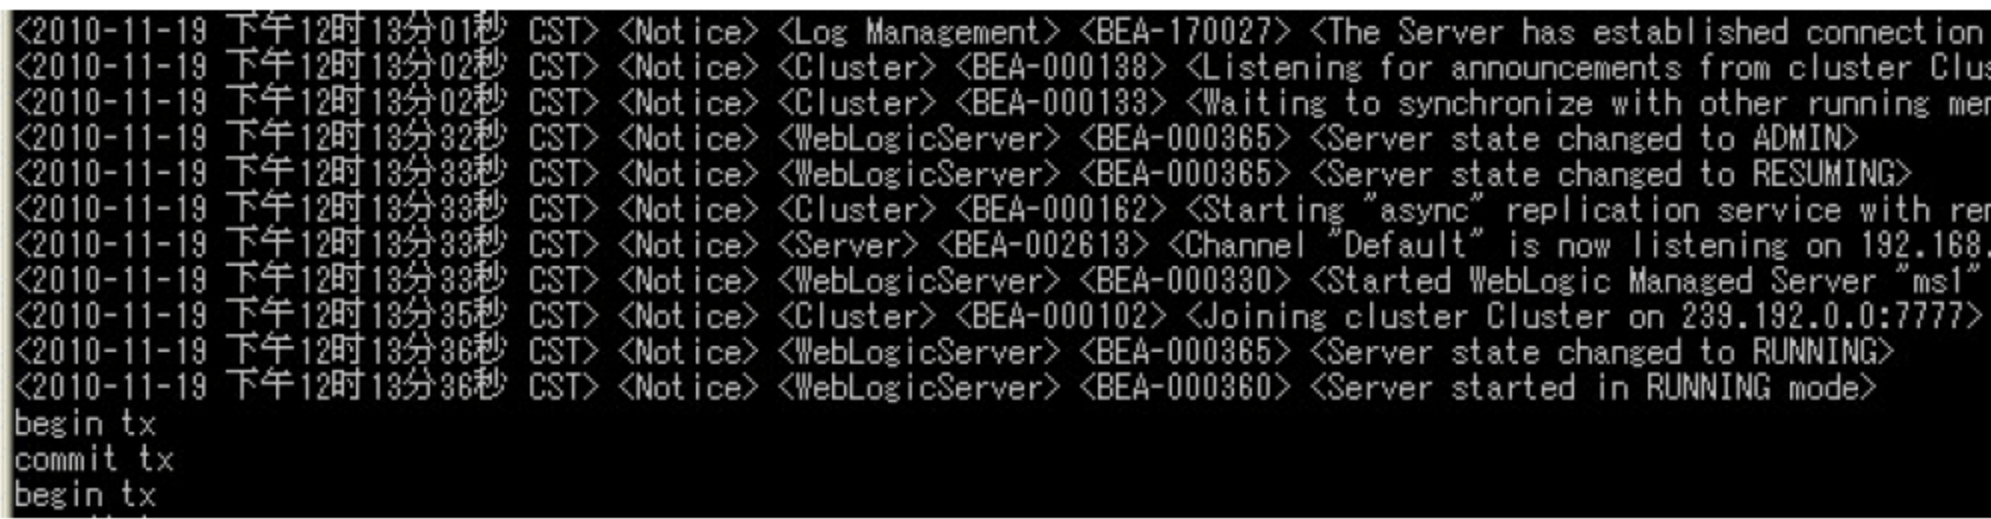 <2010-11-19 下午12时13分01秒 CST> <Notice> <Log Management> <BEA-170027> <The Server has established connection
<2010-11-19 下午12时13分02秒 CST> <Notice> <Cluster> <BEA-000138> <Listening for announcements from cluster Clus
<2010-11-19 下午12时13分02秒 CST> <Notice> <Cluster> <BEA-000133> <Waiting to synchronize with other running mem
<2010-11-19 下午12时13分32秒 CST> <Notice> <WebLogicServer> <BEA-000365> <Server state changed to ADMIN>
<2010-11-19 下午12时13分33秒 CST> <Notice> <WebLogicServer> <BEA-000365> <Server state changed to RESUMING>
<2010-11-19 下午12时13分33秒 CST> <Notice> <Cluster> <BEA-000162> <Starting "async" replication service with rem
<2010-11-19 下午12时13分33秒 CST> <Notice> <Server> <BEA-002613> <Channel "Default" is now listening on 192.168.
<2010-11-19 下午12时13分33秒 CST> <Notice> <WebLogicServer> <BEA-000330> <Started WebLogic Managed Server "ms1"
<2010-11-19 下午12时13分35秒 CST> <Notice> <Cluster> <BEA-000102> <Joining cluster Cluster on 239.192.0.0:7777>
<2010-11-19 下午12时13分36秒 CST> <Notice> <WebLogicServer> <BEA-000365> <Server state changed to RUNNING>
<2010-11-19 下午12时13分36秒 CST> <Notice> <WebLogicServer> <BEA-000360> <Server started in RUNNING mode>
begin tx
commit tx
begin tx